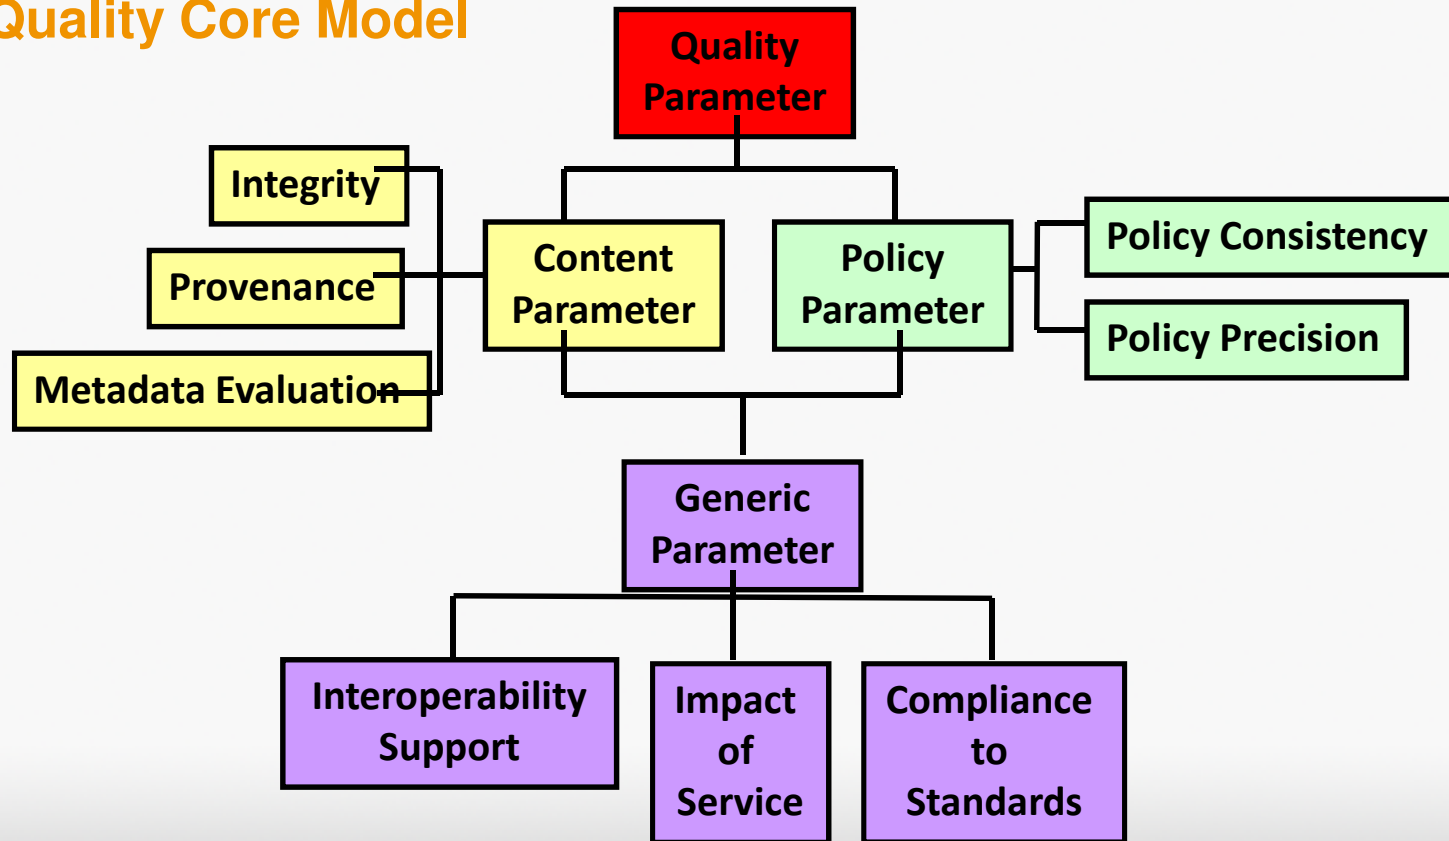 Quality Core Model
Quality
Parameter
Integrity
Provenance
Metadata Evaluation
Content
Parameter
Policy
Parameter
Policy Consistency
Policy Precision
Generic
Parameter
Interoperability
Support
Impact
of
Service
Compliance
to
Standards